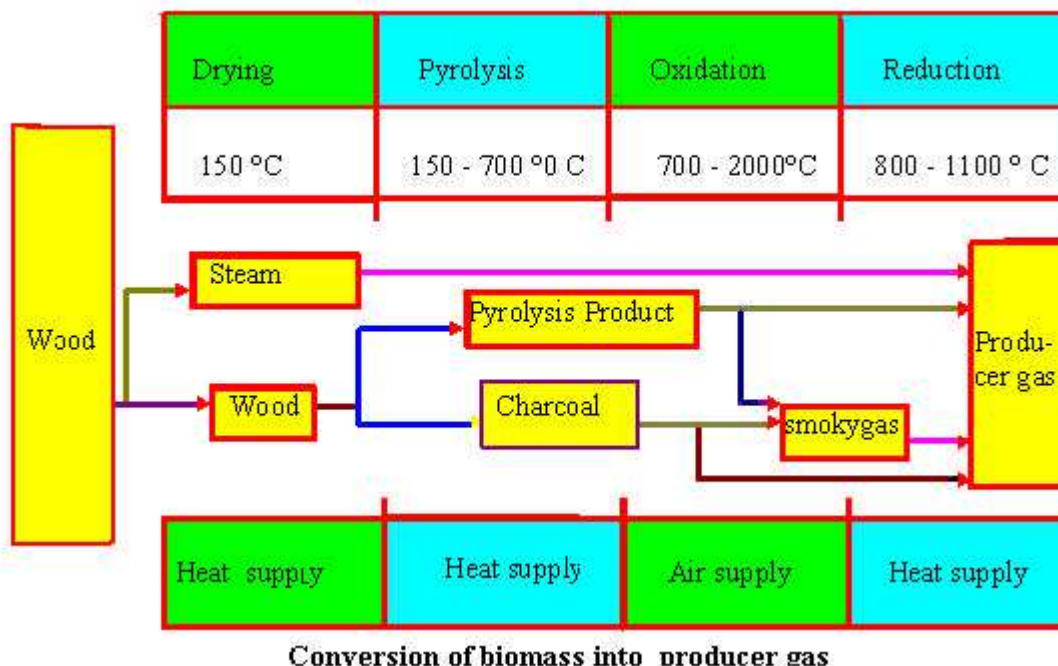 Drying Pyrolysis Oxidation Reduction
150 °C 150 - 700 °0 C 700 - 2000°C 800 - 1100 ° C
Steam
Pyrolysis Product
Wood
Produ-
cer gas
Wood
Charcoal
smokygas
Heat supply Heat supply Air supply Heat supply
Conversion of biomass into producer gas